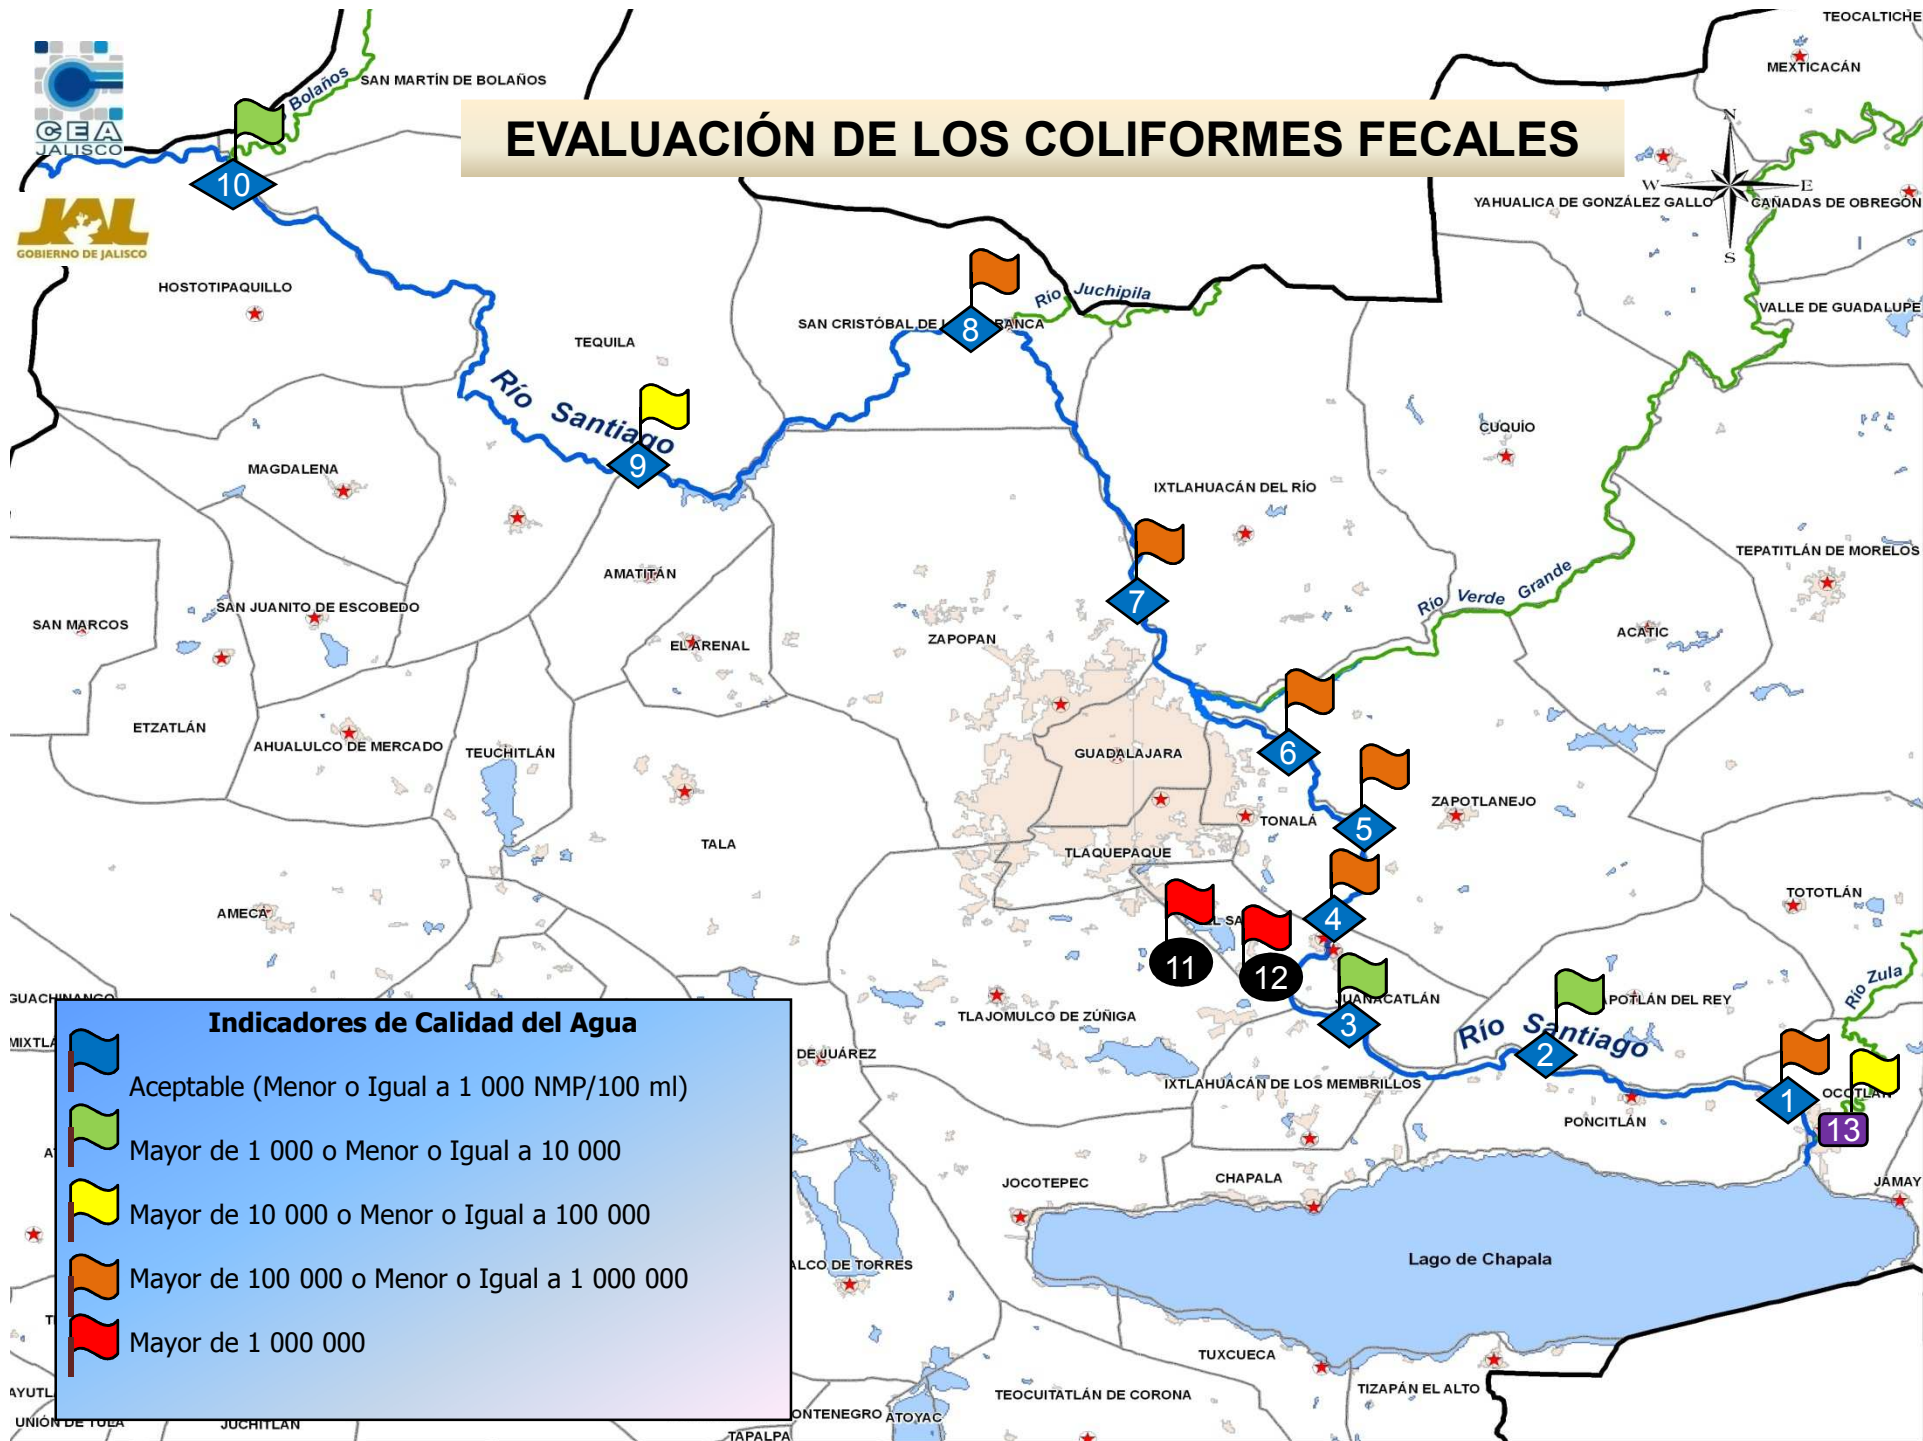 TEOCALTICHE
MEXTICACÁN
SAN MARTÍN DE BOLAÑOS
Bolaños
CEA
JALISCO
EVALUACIÓN DE LOS COLIFORMES FECALES
N
W
E
S
YAHUALICA DE GONZÁLEZ GALLO
CAÑADAS DE OBREGÓN
10
JAL
GOBIERNO DE JALISCO
HOSTOTIPAQUILLO
Río Juchipila
VALLE DE GUADALUPE
SAN CRISTÓBAL DE
8
RANCA
TEQUILA
Río Santiago
9
CUQUÍO
MAGDALENA
IXTLAHUACÁN DEL RÍO
TEPATITLÁN DE MORELOS
AMATITÁN
7
Río Verde Grande
SAN JUANITO DE ESCOBEDO
SAN MARCOS
ZAPOPAN
EL ARENAL
ACATIC
ETZATLÁN
AHUALULCO DE MERCADO
TEUCHITLÁN
GUADALAJARA
6
ZAPOTLANEJO
TONALÁ
5
TALA
TLAQUEPAQUE
TOTOTLÁN
AMECA
4
11
12
Río Zula
JUANACATLÁN
POTLÁN DEL REY
TLAJOMULCO DE ZÚÑIGA
3
Río Santiago
2
DE JUÁREZ
IXTLAHUACÁN DE LOS MEMBRILLOS
1
OCOTLÁN
PONCITLÁN
13
JOCOTEPEC
CHAPALA
JAMAY
Lago de Chapala
ALCO DE TORRES
TUXCUECA
TEOCUITATLÁN DE CORONA
TIZAPÁN EL ALTO
ONTENEGRO
ATOYAC
TAPALPA
GUACHINANGO
Indicadores de Calidad del Agua
Aceptable (Menor o Igual a 1 000 NMP/100 ml)
Mayor de 1 000 o Menor o Igual a 10 000
Mayor de 10 000 o Menor o Igual a 100 000
Mayor de 100 000 o Menor o Igual a 1 000 000
Mayor de 1 000 000
UNIÓN DE TULA
JUCHITLÁN